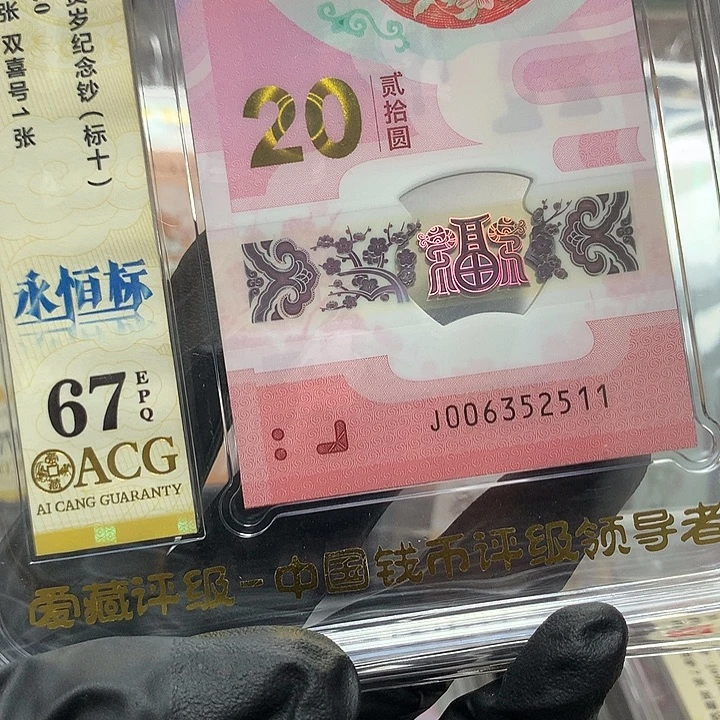 岁纪念钞(标十)
张 双喜号1张
永恒标
67
EPQ
ACG
AI CANG GUARANTY
20
贰拾圆
J006352511
爱藏评级-中国钱币评级领导者